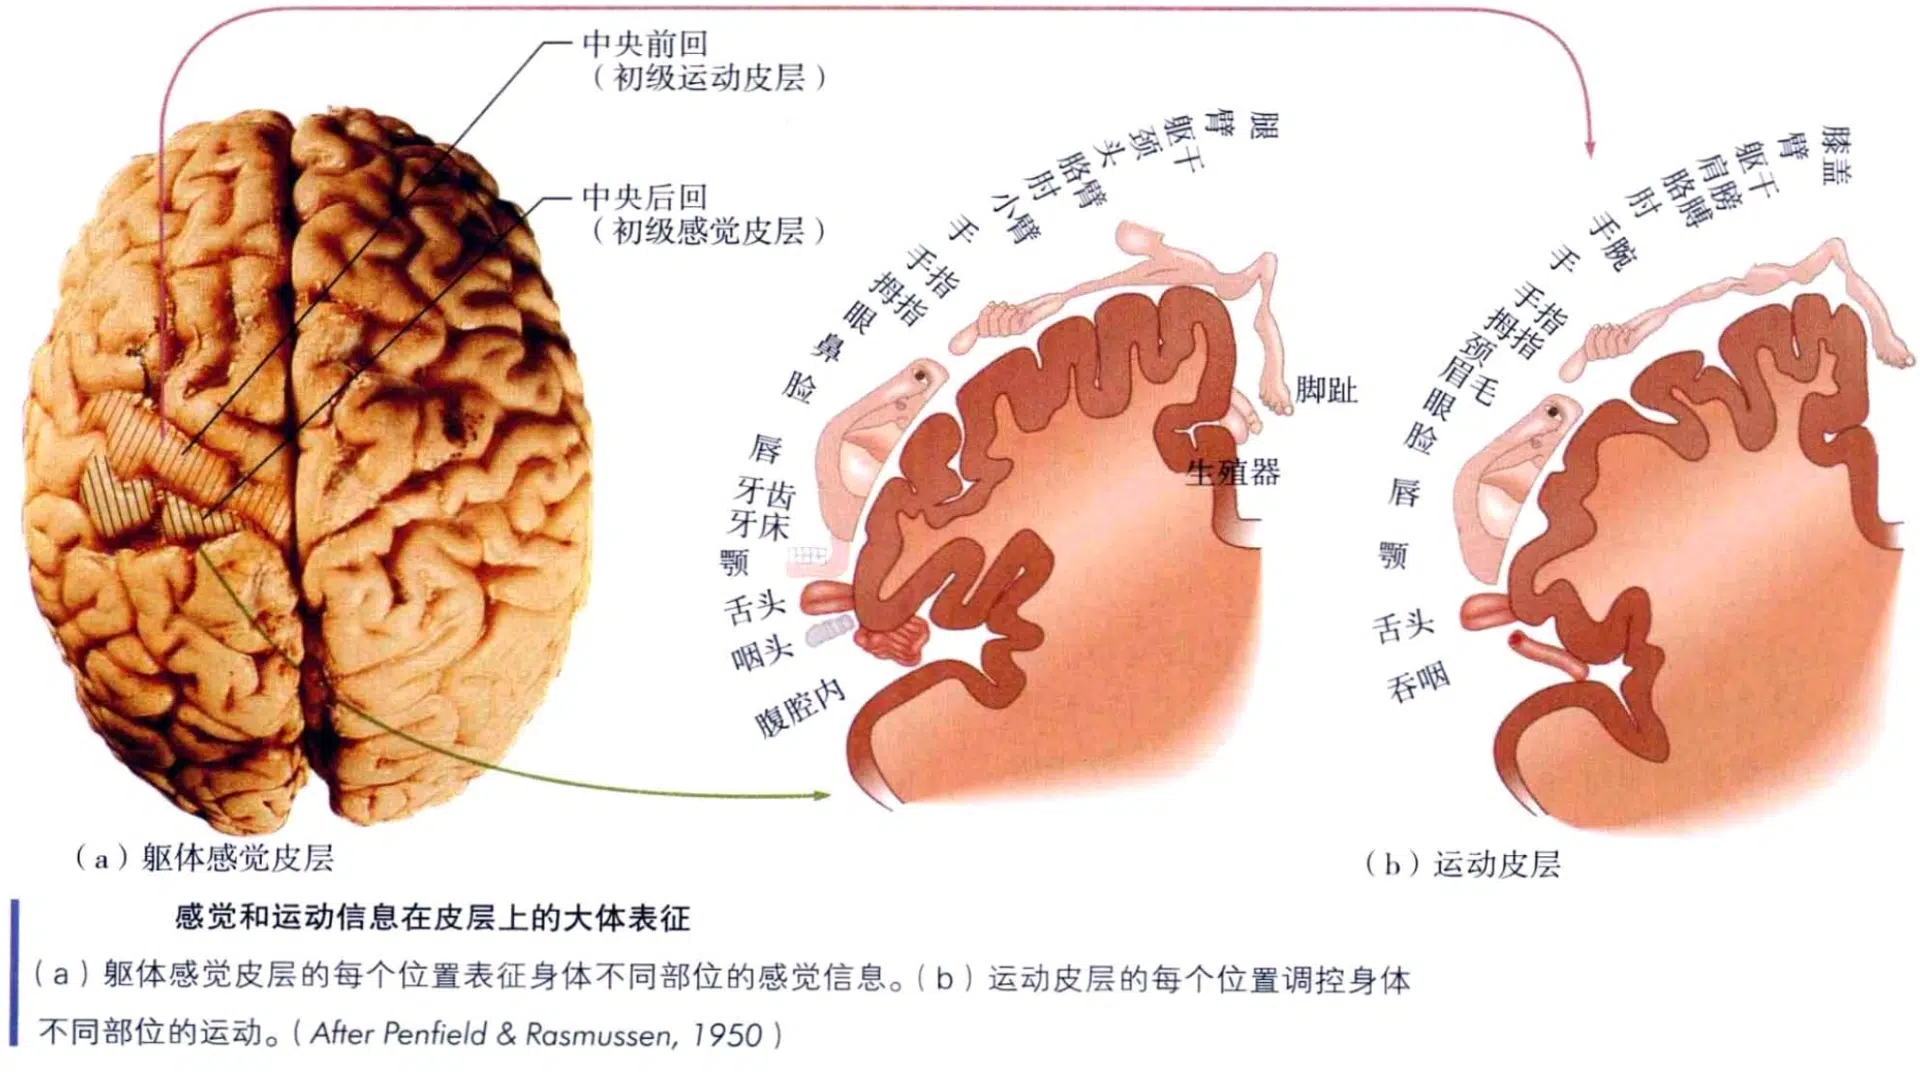 中央前回
（初级运动皮层）
中央后回
（初级感觉皮层）
腿
臂
躯干
颈
头
胳臂
肘
小臂
手
手指
拇指
眼
鼻
脸
唇
牙齿
牙床
颚
舌头
咽头
腹腔内
脚趾
生殖器
（a）躯体感觉皮层
膝盖
臂
躯干
肩膀
胳膊
肘
手腕
手
手指
拇指
颈
眉毛
眼
脸
唇
颚
舌头
吞咽
（b）运动皮层
感觉和运动信息在皮层上的大体表征
（a）躯体感觉皮层的每个位置表征身体不同部位的感觉信息。（b）运动皮层的每个位置调控身体
不同部位的运动。（After Penfield & Rasmussen, 1950）